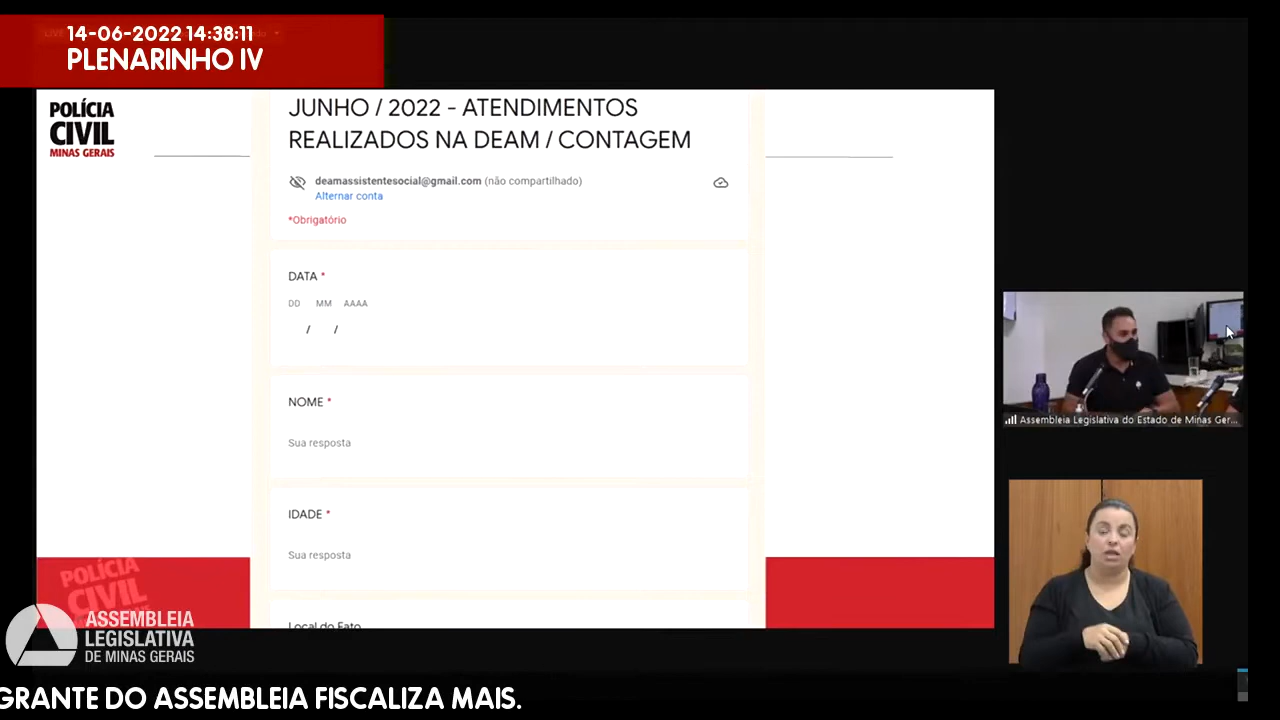 14-06-2022 14:38:11
PLENARINHO IV
POLÍCIA
CIVIL
MINAS GERAIS
JUNHO / 2022 - ATENDIMENTOS
REALIZADOS NA DEAM / CONTAGEM
deamassistentesocial@gmail.com (não compartilhado)
Alternar conta
*Obrigatório
DATA *
DD MM AAAA
/ /
NOME *
Sua resposta
IDADE *
Sua resposta
Local do Fato
Assembleia Legislativa do Estado de Minas Ger...
POLÍCIA
CIVIL
ASSEMBLEIA
LEGISLATIVA
DE MINAS GERAIS
GRANTE DO ASSEMBLEIA FISCALIZA MAIS.